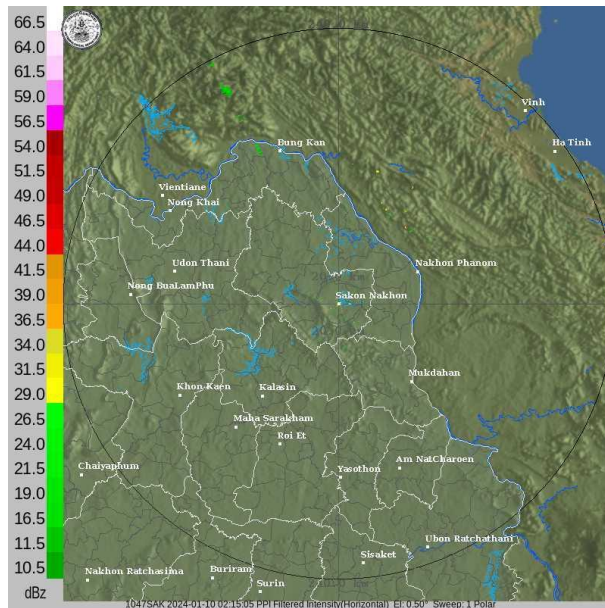 66.5
64.0
61.5
59.0
56.5
54.0
51.5
49.0
46.5
44.0
41.5
39.0
36.5
34.0
31.5
29.0
26.5
24.0
21.5
19.0
16.5
14.0
11.5
10.5
dBz
Vinh
Ha Tinh
Bung Kan
Vientiane
Nong Khai
Udon Thani
Nakhon Phanom
Nong BuaLamPhu
Sakon Nakhon
Mukdahan
Khon Kaen
Kalasin
Maha Sarakham
Roi Et
Chaiyaphum
Yasothon
Am NatCharoen
Ubon Ratchathani
Sisaket
Nakhon Ratchasima
Buriram
Surin
1047SAK 2024-01-10 02:15:05 PPI Filtered Intensity(Horizontal) El: 0.50° Sweep: 1 Polar